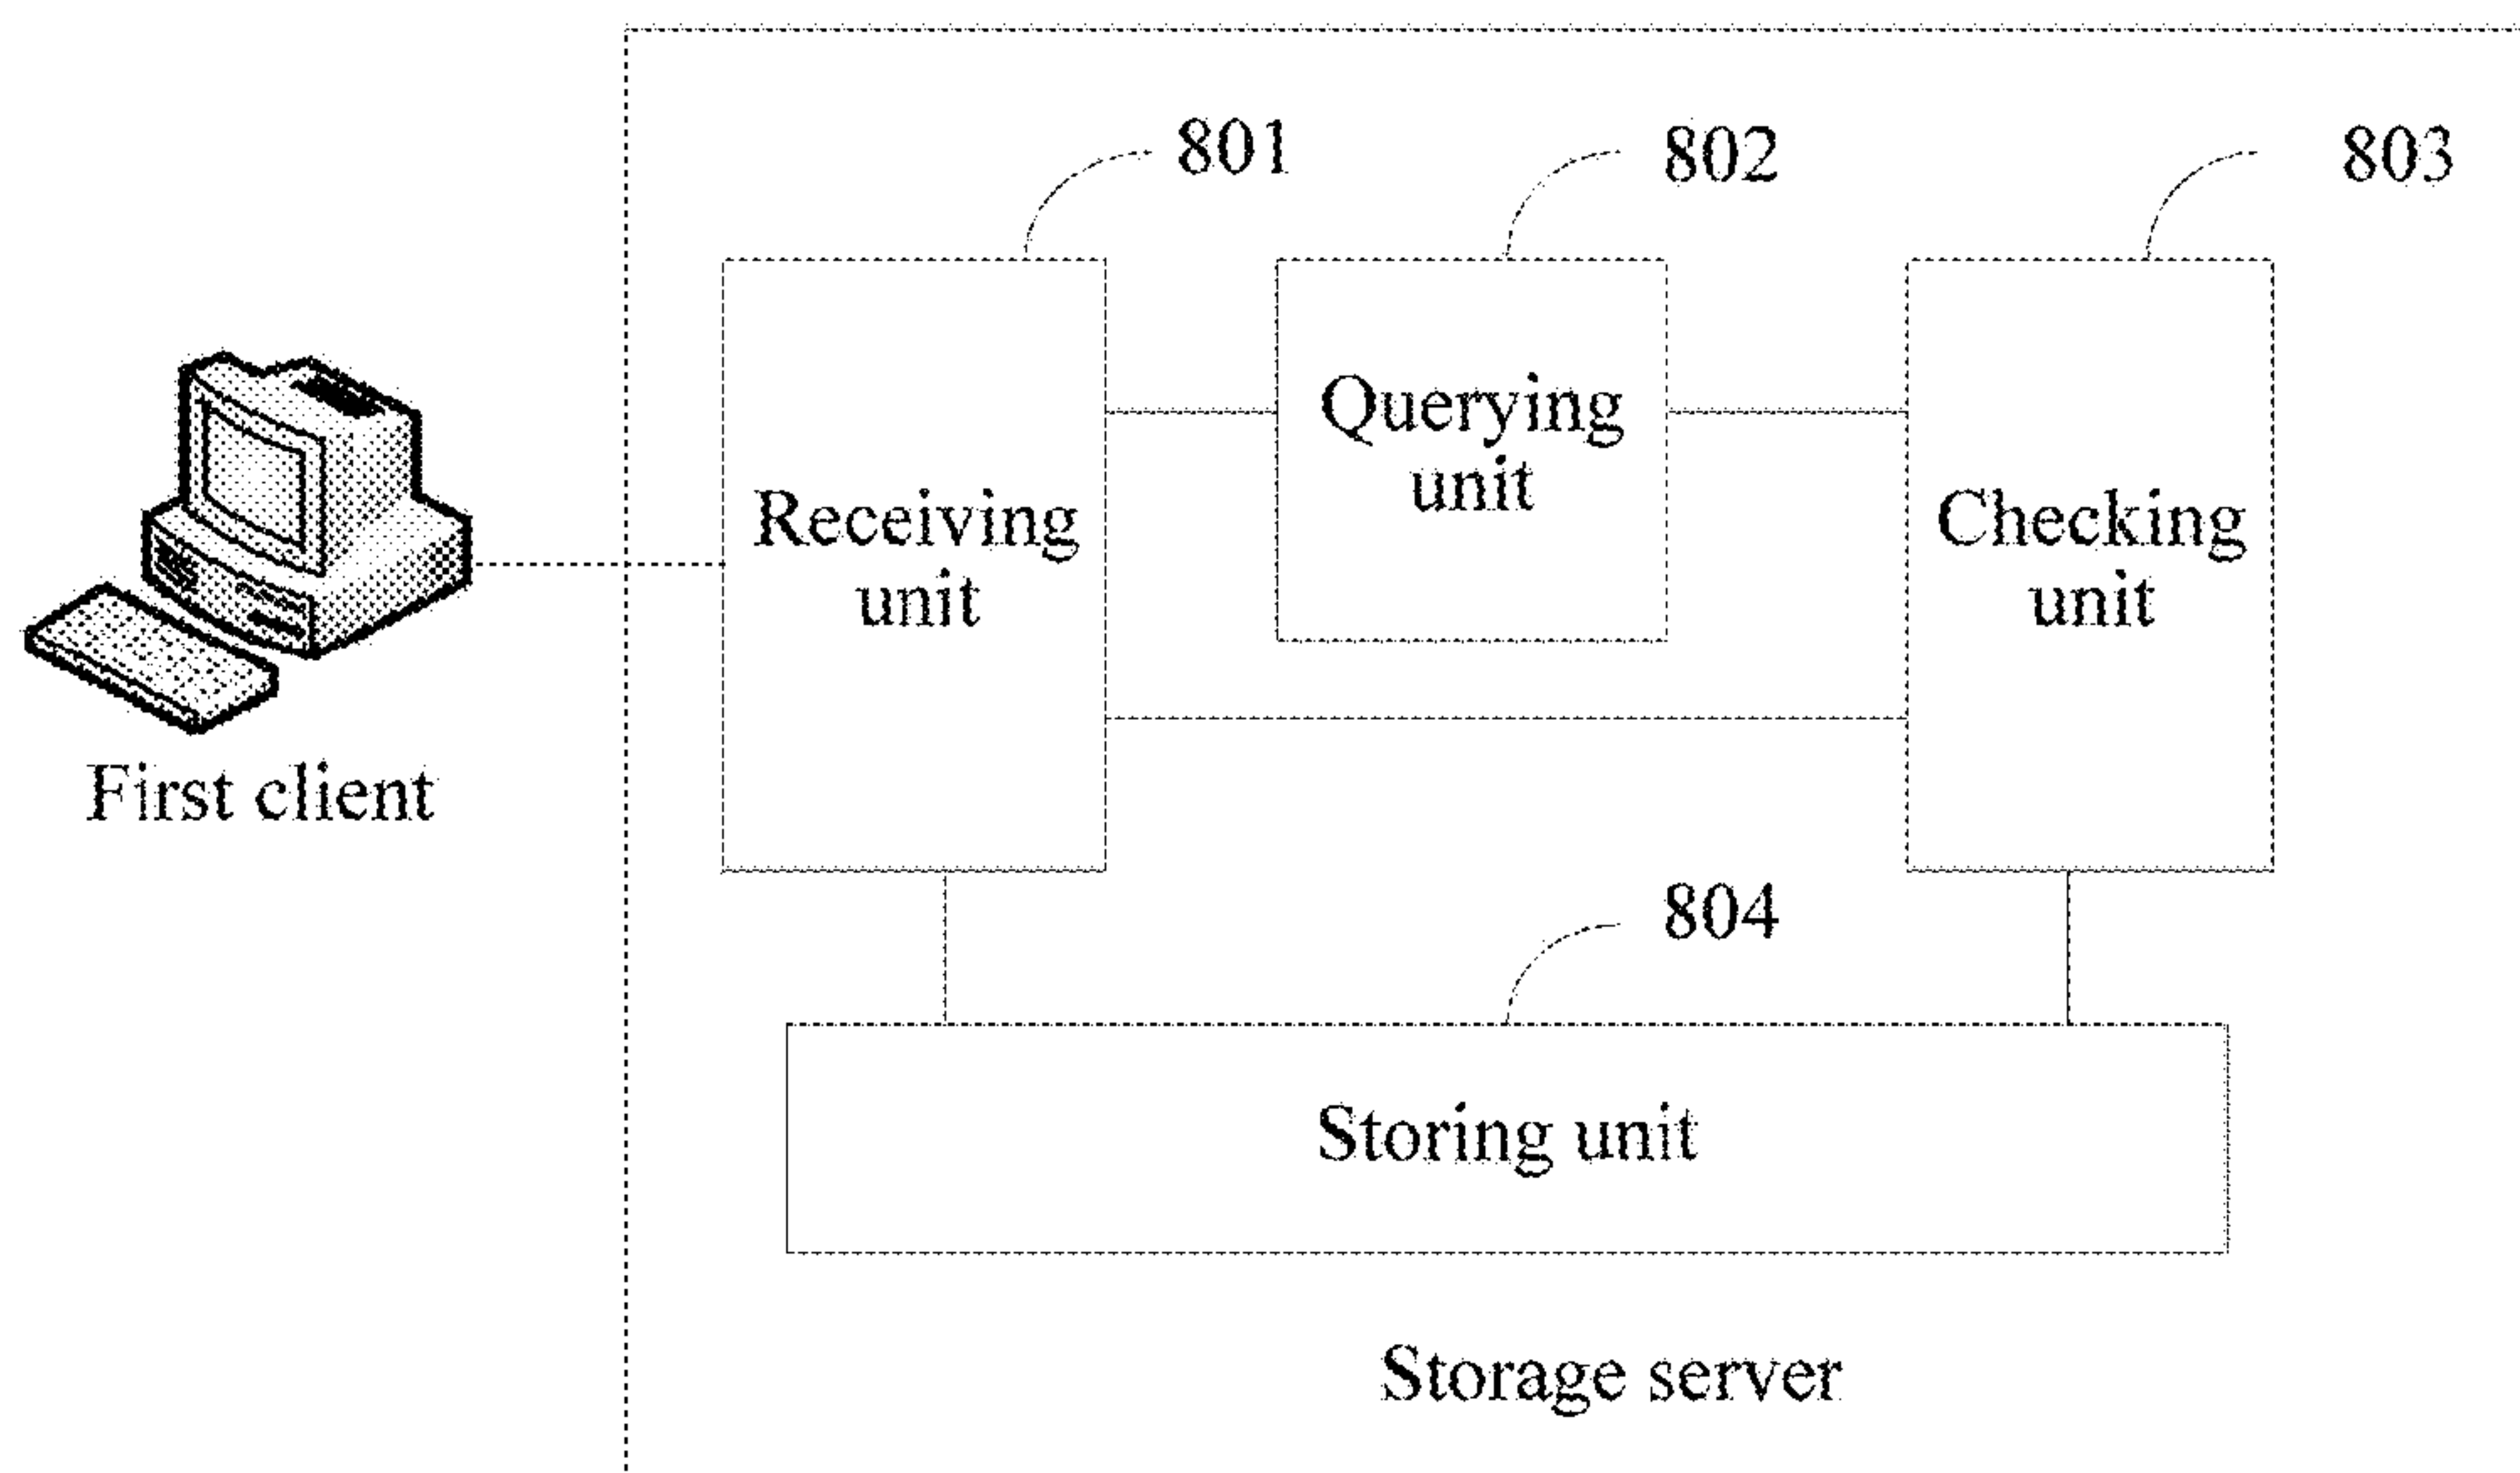 801
802
803
Querying
unit
Receiving
unit
Checking
unit
First client
804
Storing unit
Storage server